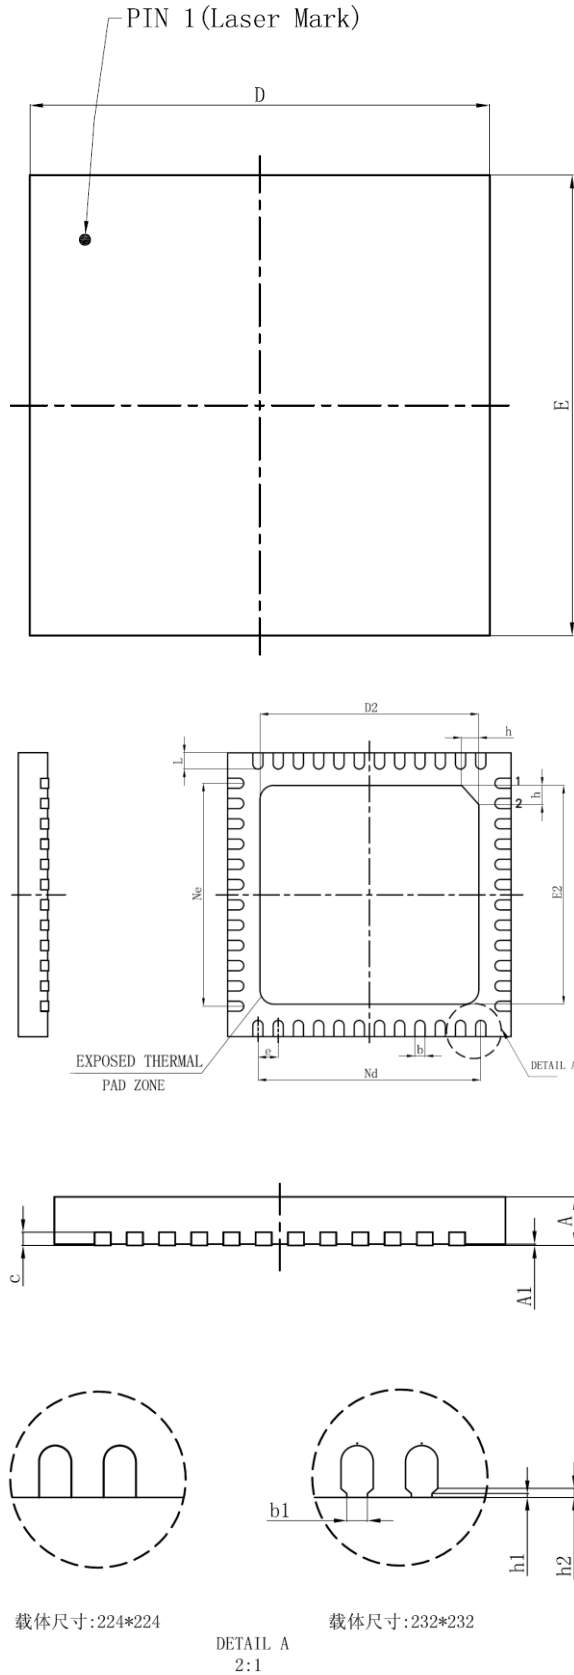 PIN 1(Laser Mark)
D
E
D2
h
L
1
2
h
Ne
E2
EXPOSED THERMAL
PAD ZONE
e
b
Nd
DETAIL A
c
A
A1
b1
h1
h2
载体尺寸:224*224
载体尺寸:232*232
DETAIL A
2:1